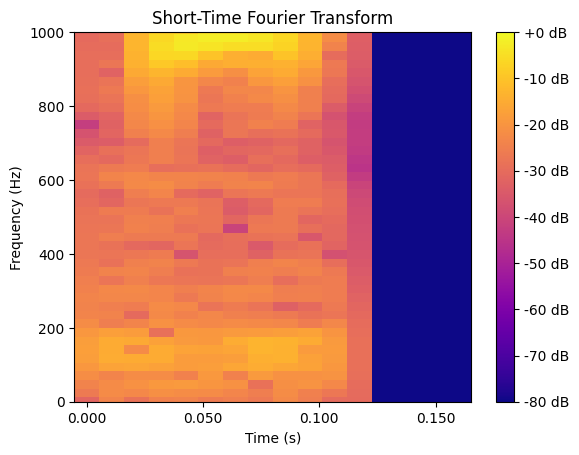 Short-Time Fourier Transform
1000
800
600
400
200
0
Frequency (Hz)
0.000
0.050
0.100
0.150
Time (s)
+0 dB
-10 dB
-20 dB
-30 dB
-40 dB
-50 dB
-60 dB
-70 dB
-80 dB